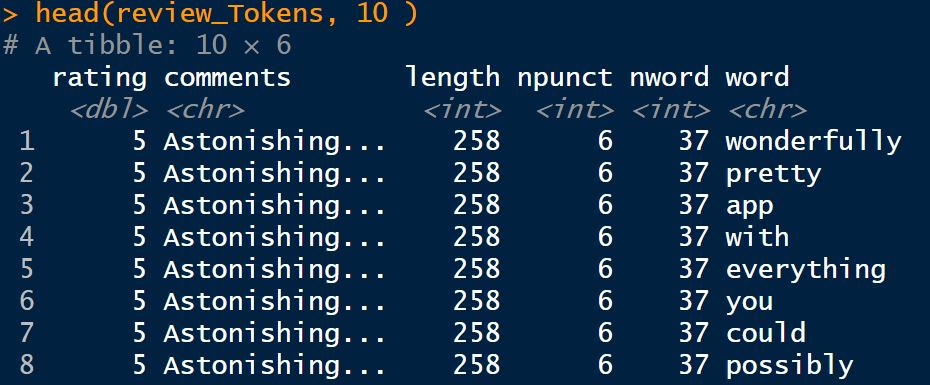 > head(review_Tokens, 10 )
# A tibble: 10 × 6
rating comments length npunct nword word
<dbl> <chr> <int> <int> <int> <chr>
1 5 Astonishing... 258 6 37 wonderfully
2 5 Astonishing... 258 6 37 pretty
3 5 Astonishing... 258 6 37 app
4 5 Astonishing... 258 6 37 with
5 5 Astonishing... 258 6 37 everything
6 5 Astonishing... 258 6 37 you
7 5 Astonishing... 258 6 37 could
8 5 Astonishing... 258 6 37 possibly